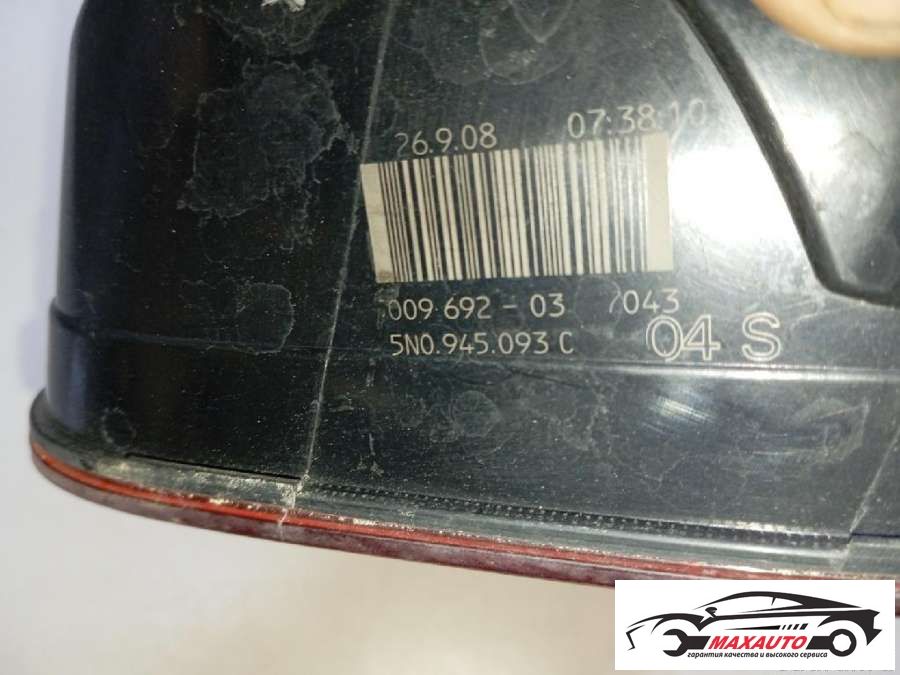 26.9.08 07:38:10
009 692 - 03 /043
5N0.945.093 C
04 S
MAXAUTO
гарантия качества и высокого сервиса